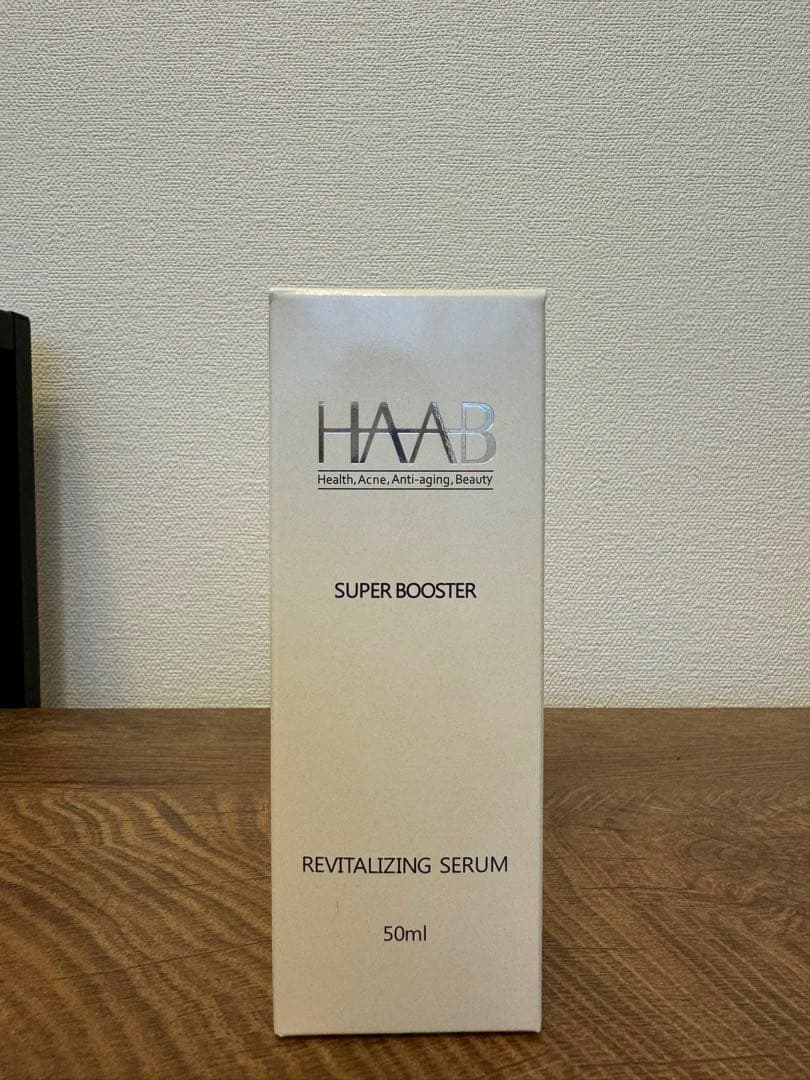 HAAB
Health, Acne, Anti-aging, Beauty
SUPER BOOSTER
REVITALIZING SERUM
50ml